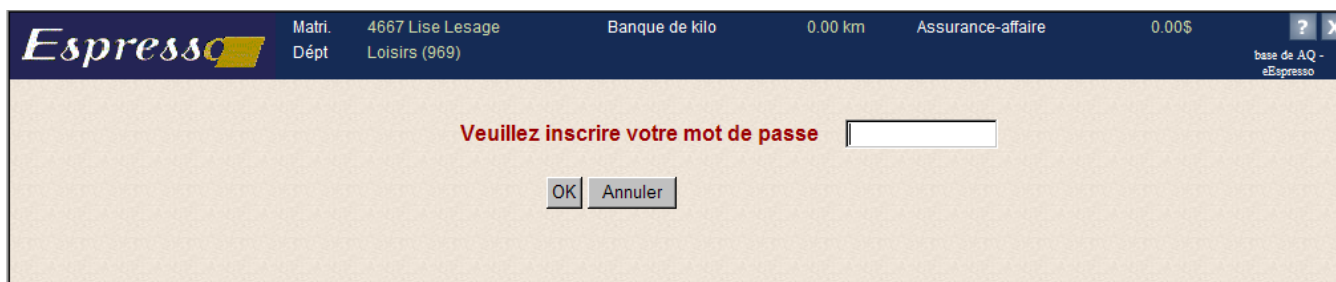 Espresso
Matri. 4667 Lise Lesage Banque de kilo 0.00 km Assurance-affaire 0.00$ ? X
Dépt Loisirs (969)
base de AQ -
eEspresso
Veuillez inscrire votre mot de passe
OK Annuler